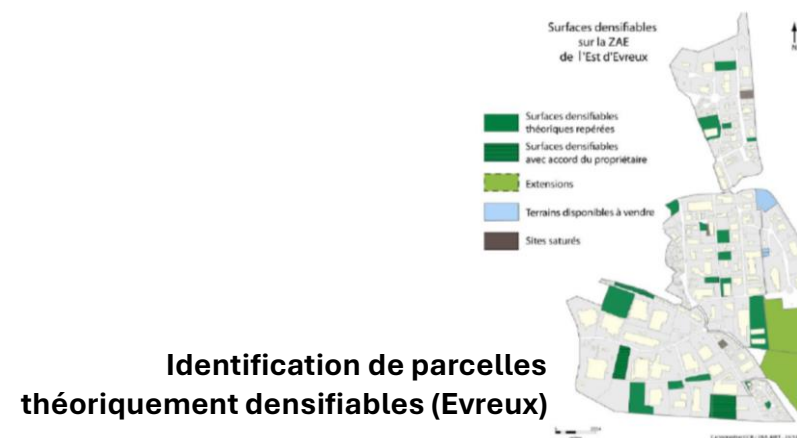 Surfaces densifiables
sur la ZAE
de l'Est d'Evreux
N
Surfaces densifiables
théoriques repérées
Surfaces densifiables
avec accord du propriétaire
Extensions
Terrains disponibles à vendre
Sites saturés
Identification de parcelles
théoriquement densifiables (Evreux)